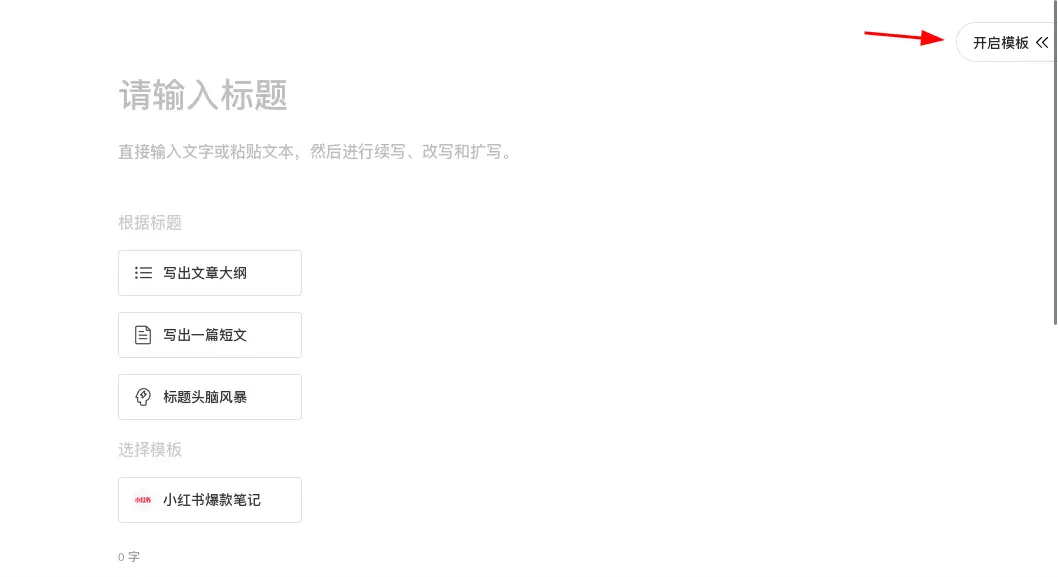 开启模板
请输入标题
直接输入文字或粘贴文本，然后进行续写、改写和扩写。
根据标题
写出文章大纲
写出一篇短文
标题头脑风暴
选择模板
小红书 小红书爆款笔记
0 字